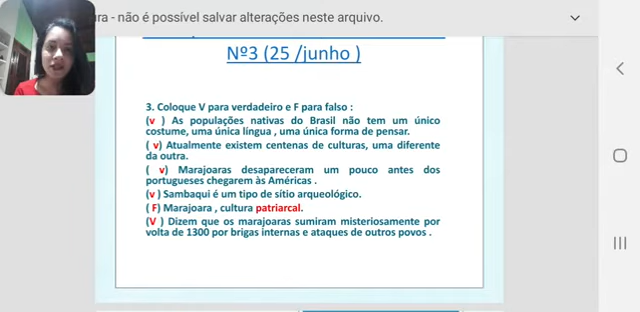 ura - não é possível salvar alterações neste arquivo.
Nº3 (25 /junho )
3. Coloque V para verdadeiro e F para falso :
(v ) As populações nativas do Brasil não tem um único
costume, uma única língua , uma única forma de pensar.
( v) Atualmente existem centenas de culturas, uma diferente
da outra.
( v) Marajoaras desapareceram um pouco antes dos
portugueses chegarem às Américas .
(v ) Sambaqui é um tipo de sítio arqueológico.
( F) Marajoara , cultura patriarcal.
(V ) Dizem que os marajoaras sumiram misteriosamente por
volta de 1300 por brigas internas e ataques de outros povos .